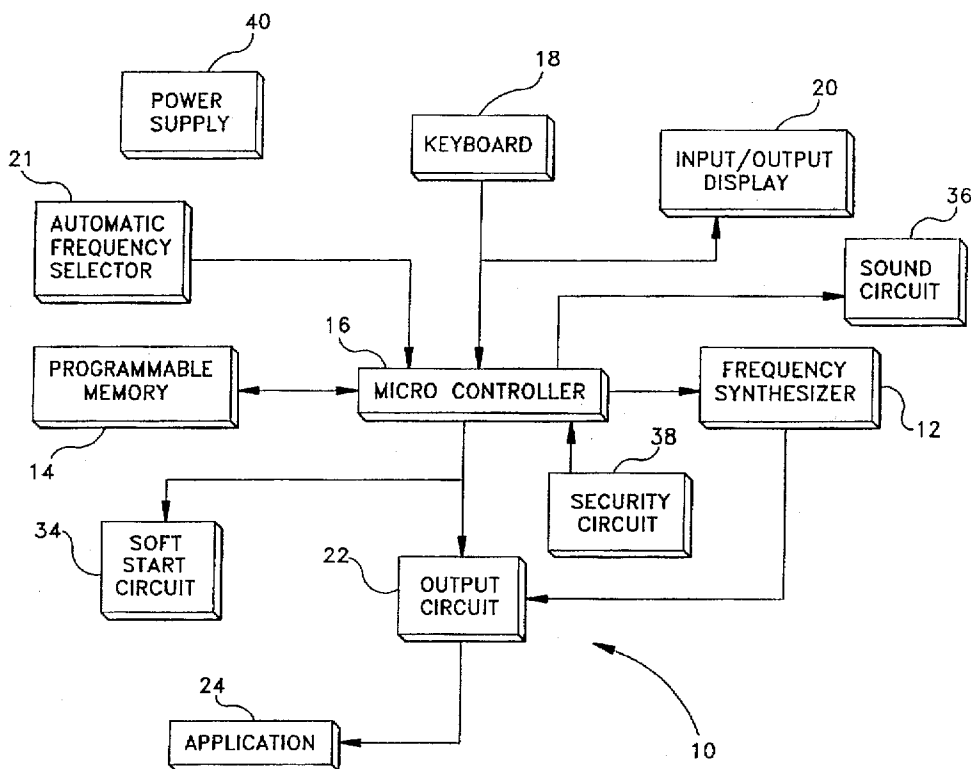 40
POWER
SUPPLY
18
KEYBOARD
20
INPUT/OUTPUT
DISPLAY
21
AUTOMATIC
FREQUENCY
SELECTOR
36
SOUND
CIRCUIT
16
MICRO CONTROLLER
PROGRAMMABLE
MEMORY
14
FREQUENCY
SYNTHESIZER
12
38
SECURITY
CIRCUIT
34
SOFT
START
CIRCUIT
22
OUTPUT
CIRCUIT
24
APPLICATION
10